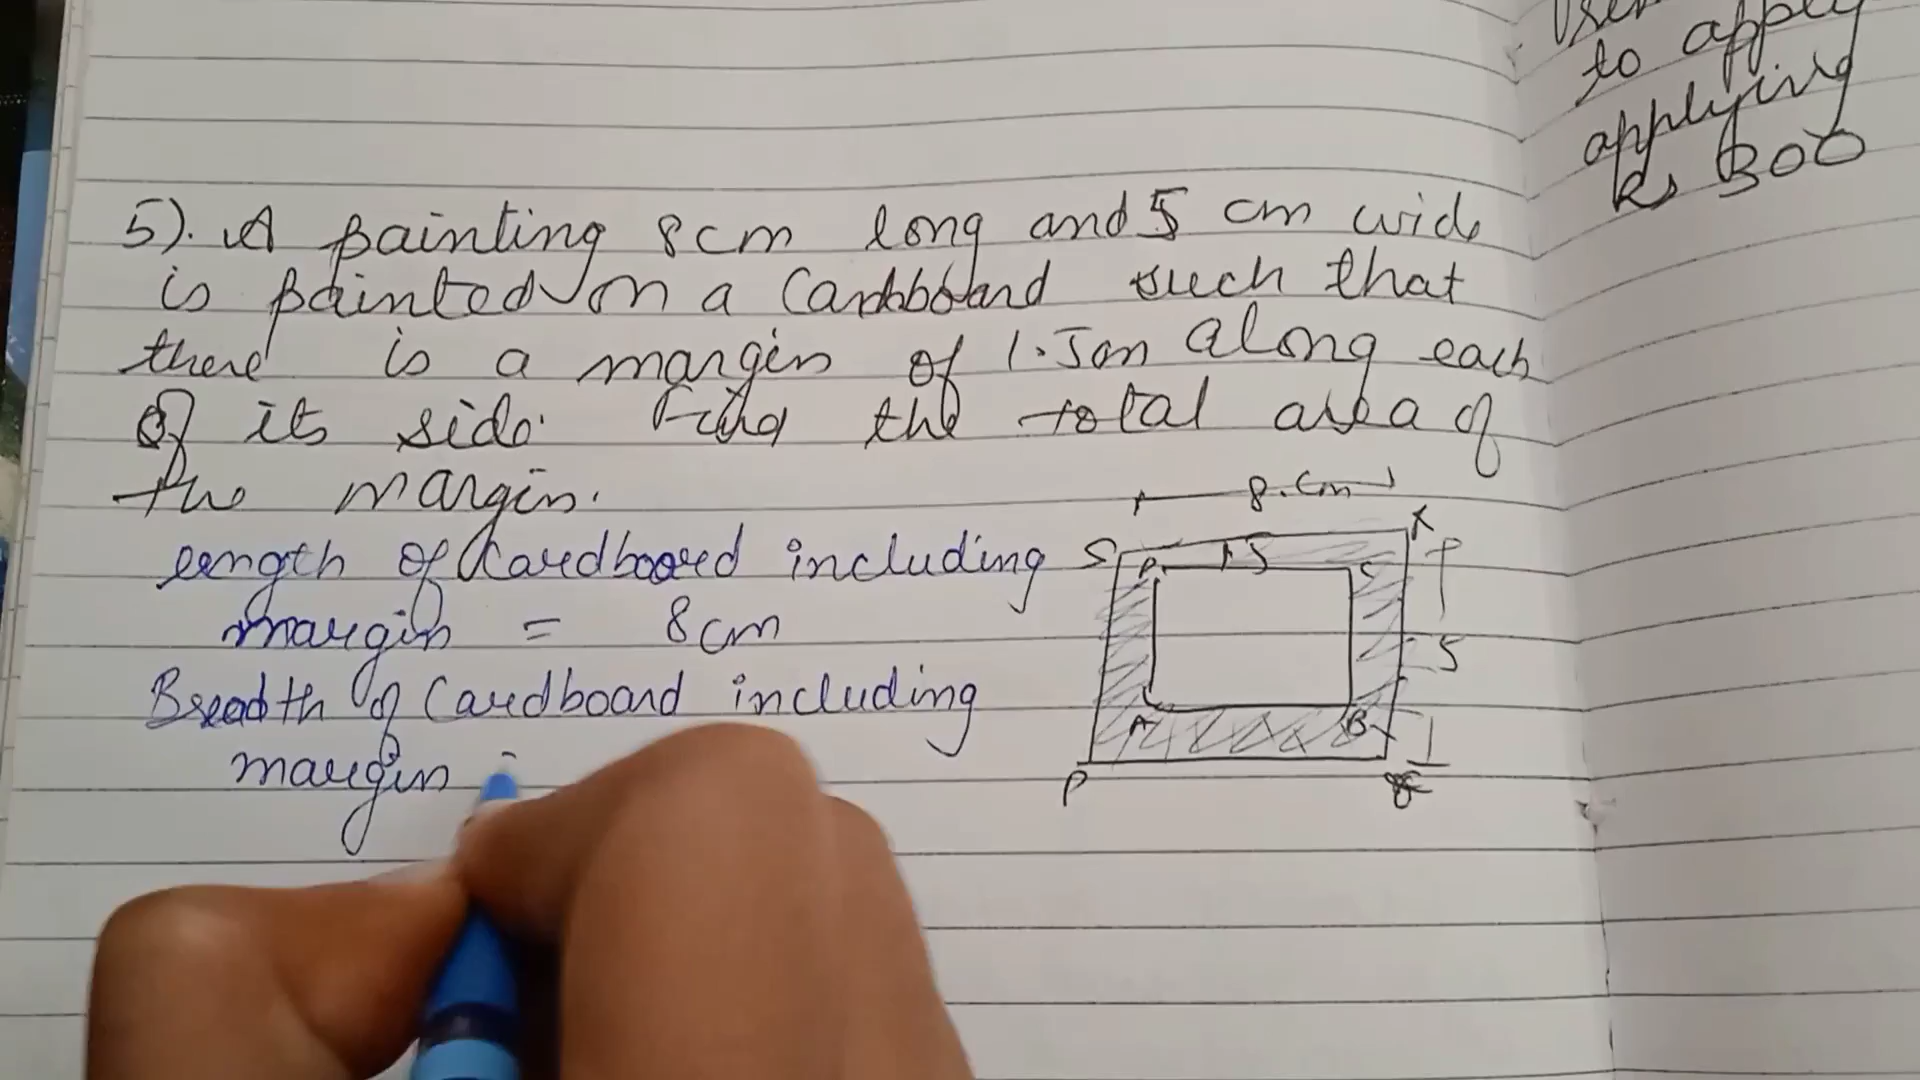 5). A painting 8cm long and 5 cm wide
is painted on a Cardboard such that
there is a margin of 1.5cm along each
of its side. Find the total area of
the margin.
length of Cardboard including
margin = 8cm
Breadth of Cardboard including
margin =
8.cm
S R
1.5
D C
5
A B
P
to apply
applying
Rs 300